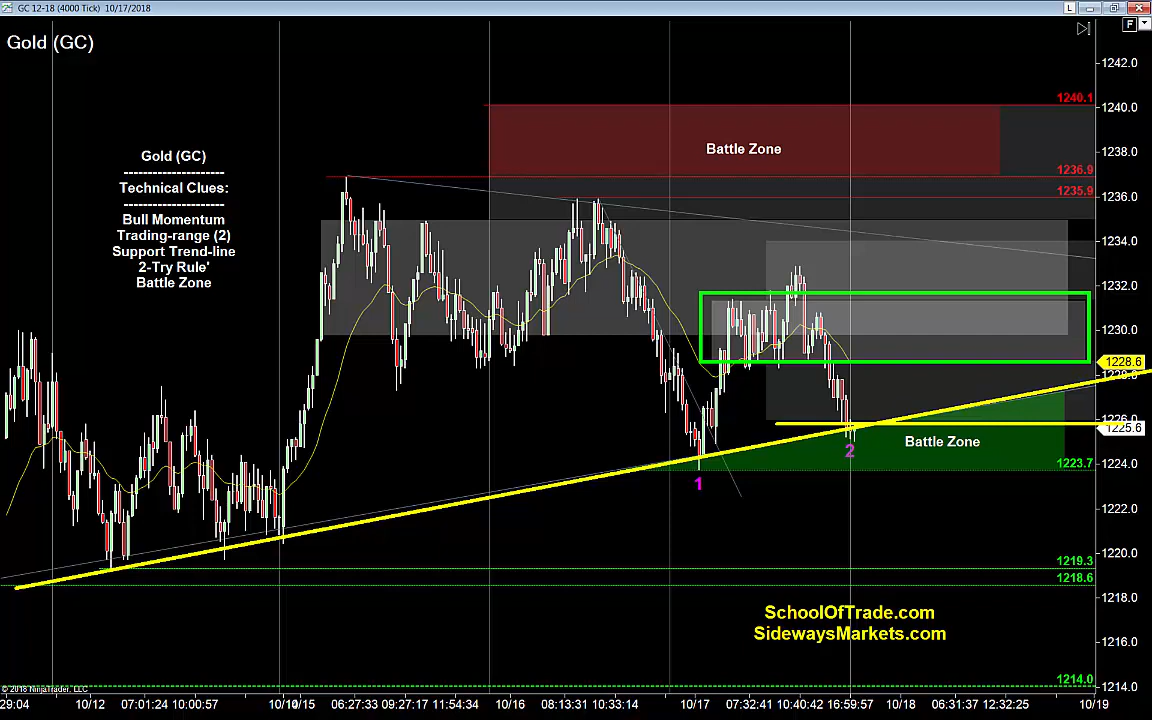 GC 12-18 (4000 Tick)  10/17/2018
L
F
Gold (GC)
1242.0
1240.1
1240.0
Battle Zone
1238.0
Gold (GC)
---------------------
Technical Clues:
---------------------
Bull Momentum
Trading-range (2)
Support Trend-line
2-Try Rule'
Battle Zone
1236.9
1236.0
1235.9
1234.0
1232.0
1230.0
1228.6
1228.0
1226.0
1225.6
Battle Zone
2
1223.7
1224.0
1
1222.0
1220.0
1219.3
1218.6
1218.0
SchoolOfTrade.com
SidewaysMarkets.com
1216.0
1214.0
1214.0
© 2018 NinjaTrader, LLC
29:04 10/12 07:01:24 10:00:57 10/15 06:27:33 09:27:17 11:54:34 10/16 08:13:31 10:33:14 10/17 07:32:41 10:40:42 16:59:57 10/18 06:31:37 12:32:25 10/19